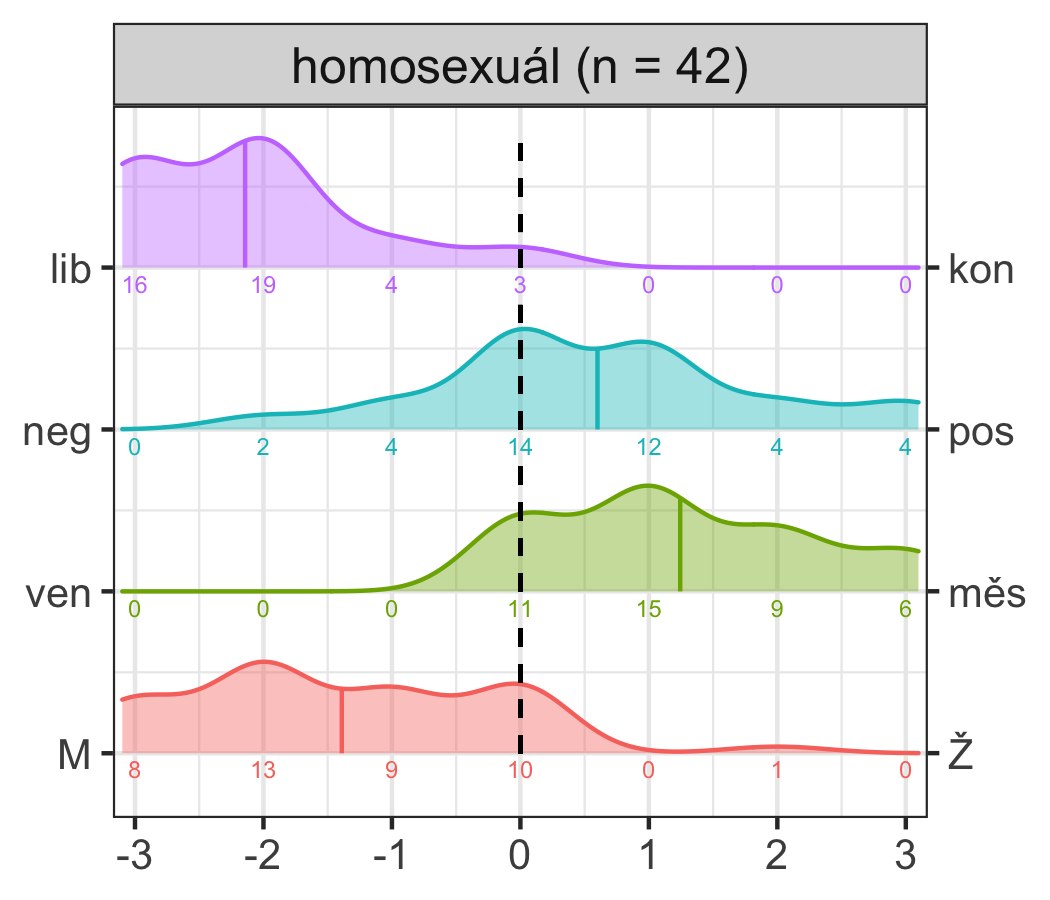 homosexuál (n = 42)
lib kon
16 19 4 3 0 0 0
neg pos
0 2 4 14 12 4 4
ven měs
0 0 0 11 15 9 6
M Ž
8 13 9 10 0 1 0
-3 -2 -1 0 1 2 3